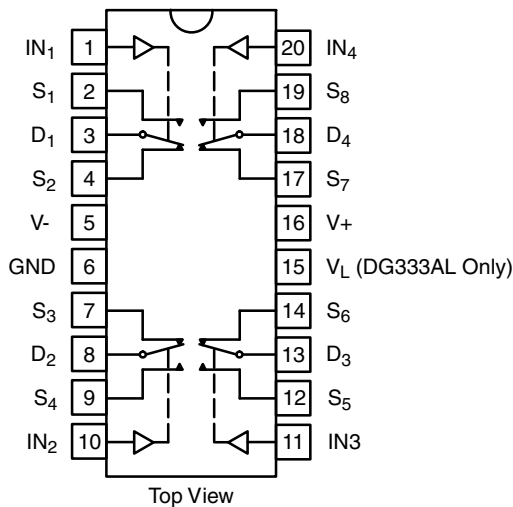 IN1 1 20 IN4
S1 2 19 S8
D1 3 18 D4
S2 4 17 S7
V- 5 16 V+
GND 6 15 VL (DG333AL Only)
S3 7 14 S6
D2 8 13 D3
S4 9 12 S5
IN2 10 11 IN3
Top View